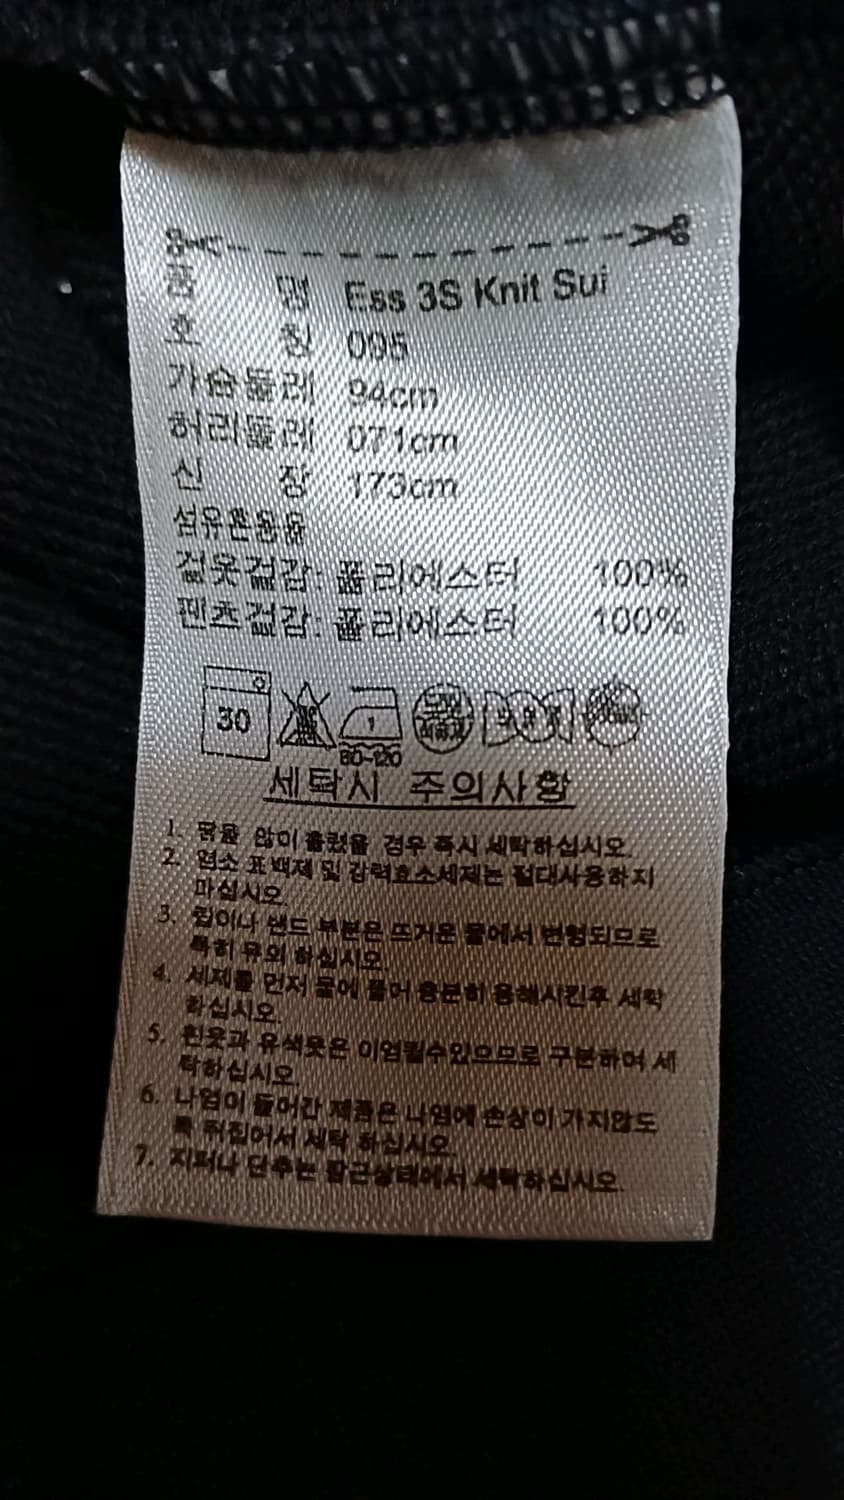 품 명 Ess 3S Knit Sui
호 칭 095
가슴둘레 94cm
허리둘레 071cm
신 장 173cm
섬유혼용율
겉옷겉감: 폴리에스터 100%
팬츠겉감: 폴리에스터 100%
30
1
80~120
세탁시 주의사항
1. 땀을 많이 흘렸을 경우 즉시 세탁하십시오.
2. 염소 표백제 및 강력효소세제는 절대사용하지
마십시오.
3. 립이나 밴드 부분은 뜨거운 물에서 변형되므로
특히 유의 하십시오.
4. 세제를 먼저 물에 풀어 충분히 용해시킨후 세탁
하십시오.
5. 흰옷과 유색옷은 이염될수있으므로 구분하여 세
탁하십시오.
6. 나염이 들어간 제품은 나염에 손상이 가지않도
록 뒤집어서 세탁 하십시오.
7. 지퍼나 단추는 잠근상태에서 세탁하십시오.